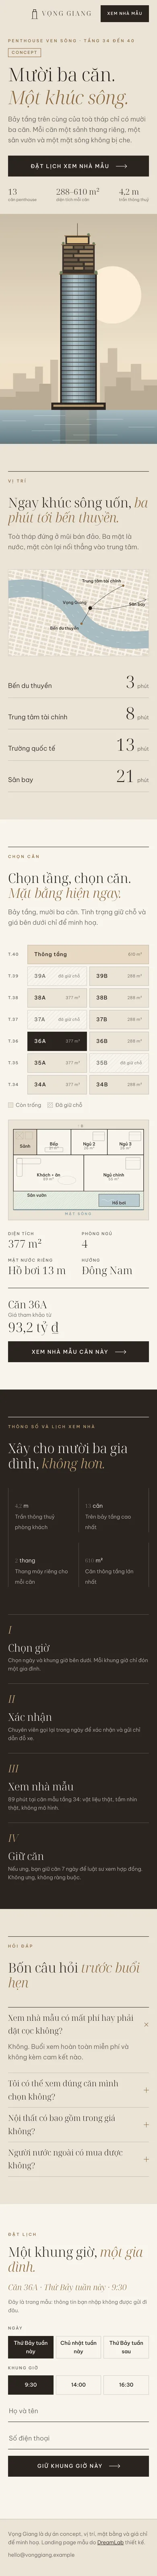 VỌNG GIANG
XEM NHÀ MẪU
PENTHOUSE VEN SÔNG · TẦNG 34 ĐẾN 40
CONCEPT
Mười ba căn.
Một khúc sông.
Bảy tầng trên cùng của toà tháp chỉ có mười
ba căn. Mỗi căn một sảnh thang riêng, một
sân vườn và một mặt sông không bị che.
ĐẶT LỊCH XEM NHÀ MẪU
13
căn penthouse
288–610 m²
diện tích mỗi căn
4,2 m
trần thông thuỷ
VỊ TRÍ
Ngay khúc sông uốn, ba
phút tới bến thuyền.
Toà tháp đứng ở mũi bán đảo. Ba mặt là
nước, mặt còn lại nối thẳng vào trung tâm.
Trung tâm tài chính
Vọng Giang
Sân bay
Bến du thuyền
Bến du thuyền
3 phút
Trung tâm tài chính
8 phút
Trường quốc tế
13 phút
Sân bay
21 phút
CHỌN CĂN
Chọn tầng, chọn căn.
Mặt bằng hiện ngay.
Bảy tầng, mười ba căn. Tình trạng giữ chỗ và
giá bên dưới chỉ để minh hoạ.
T.40
Thông tầng
610 m²
T.39
39A
đã giữ chỗ
39B
288 m²
T.38
38A
377 m²
38B
288 m²
T.37
37A
đã giữ chỗ
37B
288 m²
T.36
36A
377 m²
36B
288 m²
T.35
35A
377 m²
35B
đã giữ chỗ
T.34
34A
377 m²
34B
288 m²
Còn trống
Đã giữ chỗ
Sảnh
Bếp
Ngủ 2
Ngủ 3
Khách + ăn
Ngủ chính
Sân vườn
Hồ bơi
MẶT SÔNG
DIỆN TÍCH
377 m²
PHÒNG NGỦ
4
MẶT NƯỚC RIÊNG
Hồ bơi 13 m
HƯỚNG
Đông Nam
Căn 36A
Giá tham khảo từ
93,2 tỷ đ
XEM NHÀ MẪU CĂN NÀY
THÔNG SỐ VÀ LỊCH XEM NHÀ
Xây cho mười ba gia
đình, không hơn.
4,2 m
Trần thông thuỷ
phòng khách
13 căn
Trên bảy tầng cao
nhất
2 thang
Thang máy riêng cho
mỗi căn
610 m²
Căn thông tầng lớn
nhất
I
Chọn giờ
Chọn ngày và khung giờ bên dưới. Mỗi khung giờ chỉ đón
một gia đình.
II
Xác nhận
Chuyên viên gọi lại trong ngày để xác nhận và gửi chỉ
dẫn đỗ xe.
III
Xem nhà mẫu
89 phút tại căn mẫu tầng 34: vật liệu thật, tầm nhìn
thật, không mô hình.
IV
Giữ căn
Nếu ưng, bạn giữ căn 7 ngày để luật sư xem hợp đồng.
Không ưng, không ràng buộc.
HỎI ĐÁP
Bốn câu hỏi trước buổi
hẹn
Xem nhà mẫu có mất phí hay phải
đặt cọc không?
Không. Buổi xem hoàn toàn miễn phí và
không kèm cam kết nào.
Tôi có thể xem đúng căn mình
chọn không?
Nội thất có bao gồm trong giá
không?
Người nước ngoài có mua được
không?
ĐẶT LỊCH
Một khung giờ, một gia
đình.
Căn 36A · Thứ Bảy tuần này · 9:30
Đây là trang mẫu: thông tin bạn nhập không được gửi đi
đâu.
NGÀY
Thứ Bảy tuần
này
Chủ nhật tuần
này
Thứ Bảy tuần
sau
KHUNG GIỜ
9:30
14:00
16:30
Họ và tên
Số điện thoại
GIỮ KHUNG GIỜ NÀY
Vọng Giang là dự án concept, vị trí, mặt bằng và giá chỉ
để minh hoạ. Landing page mẫu do DreamLab thiết kế.
hello@vonggiang.example